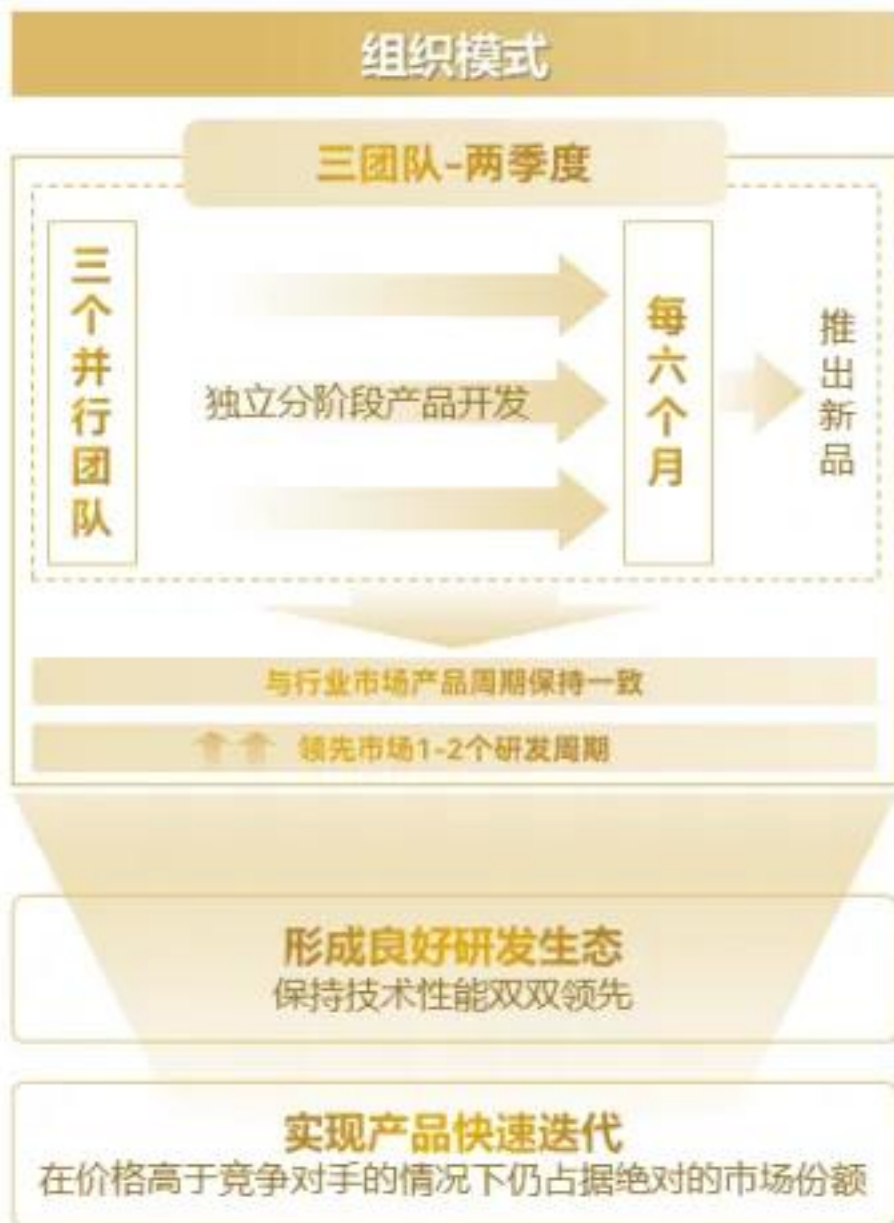 组织模式
三团队-两季度
三个并行团队
独立分阶段产品开发
每六个月
推出新品
与行业市场产品周期保持一致
领先市场1-2个研发周期
形成良好研发生态
保持技术性能双双领先
实现产品快速迭代
在价格高于竞争对手的情况下仍占据绝对的市场份额